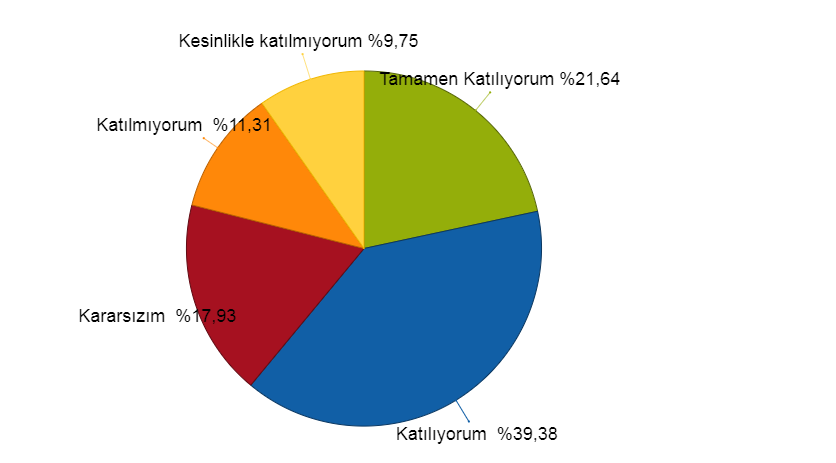 Kesinlikle katılmıyorum %9,75
Tamamen Katılıyorum %21,64
Katılmıyorum %11,31
Kararsızım %17,93
Katılıyorum %39,38